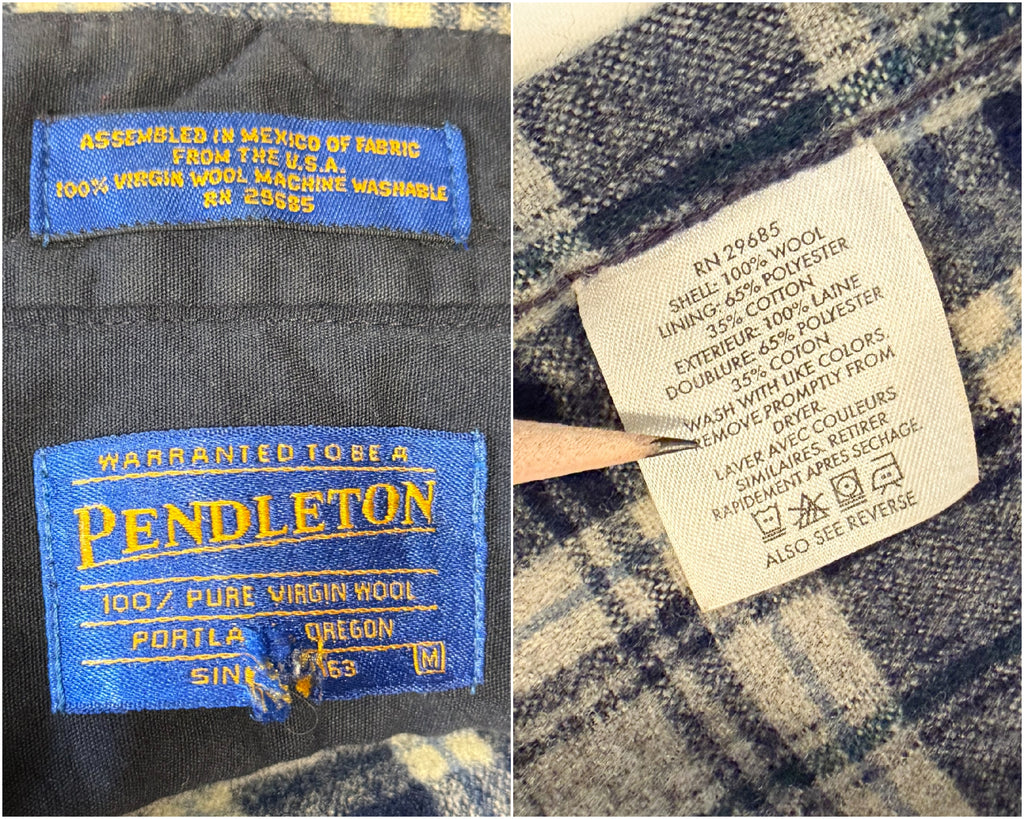 ASSEMBLED IN MEXICO OF FABRIC
FROM THE U.S.A.
100% VIRGIN WOOL MACHINE WASHABLE
RN 29685
WARRANTED TO BE A
PENDLETON
100/ PURE VIRGIN WOOL
PORTLA OREGON
SIN 63
M
RN 29685
SHELL: 100% WOOL
LINING: 65% POLYESTER
35% COTTON
EXTERIEUR: 100% LAINE
DOUBLURE: 65% POLYESTER
35% COTON
WASH WITH LIKE COLORS
REMOVE PROMPTLY FROM
DRYER.
LAVER AVEC COULEURS
SIMILAIRES. RETIRER
RAPIDEMENT APRES SECHAGE.
ALSO SEE REVERSE